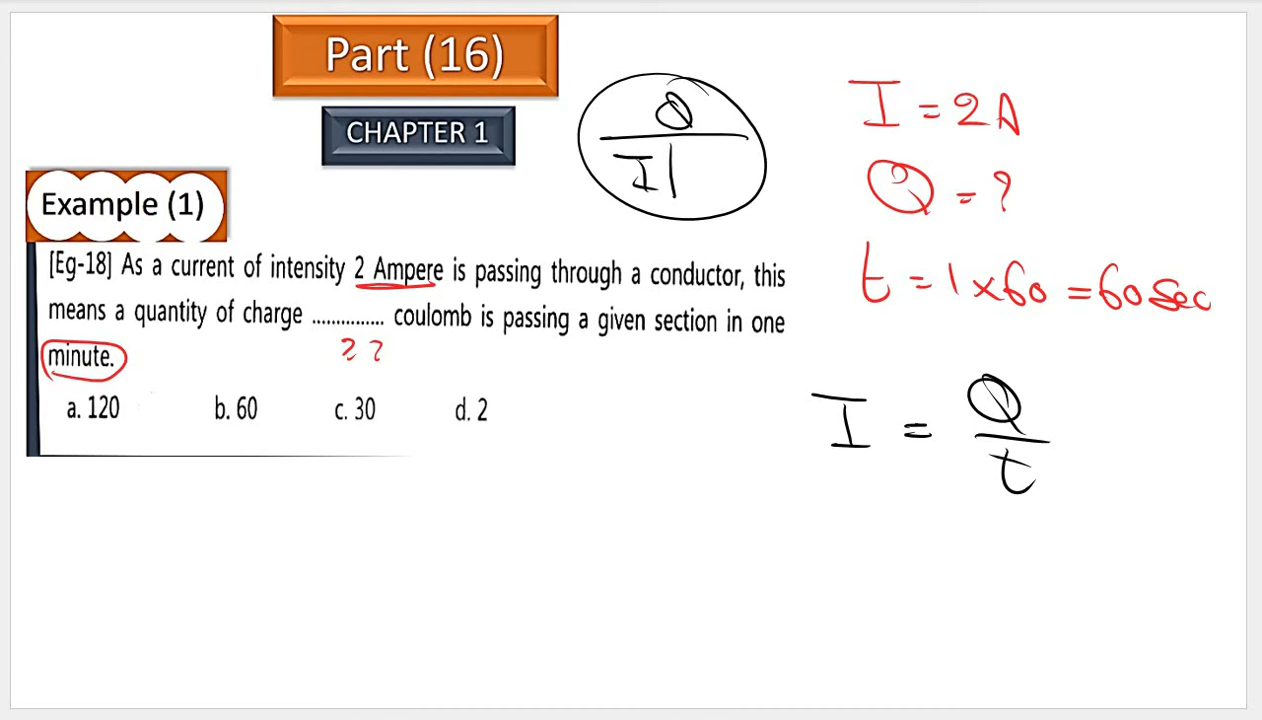 Part (16)
CHAPTER 1
Example (1)
[Eg-18] As a current of intensity 2 Ampere is passing through a conductor, this
means a quantity of charge ............... coulomb is passing a given section in one
minute.
??
a. 120 b. 60 c. 30 d. 2
Q
I|
I = 2A
Q = ?
t = 1 x 60 = 60 sec
I = Q
t